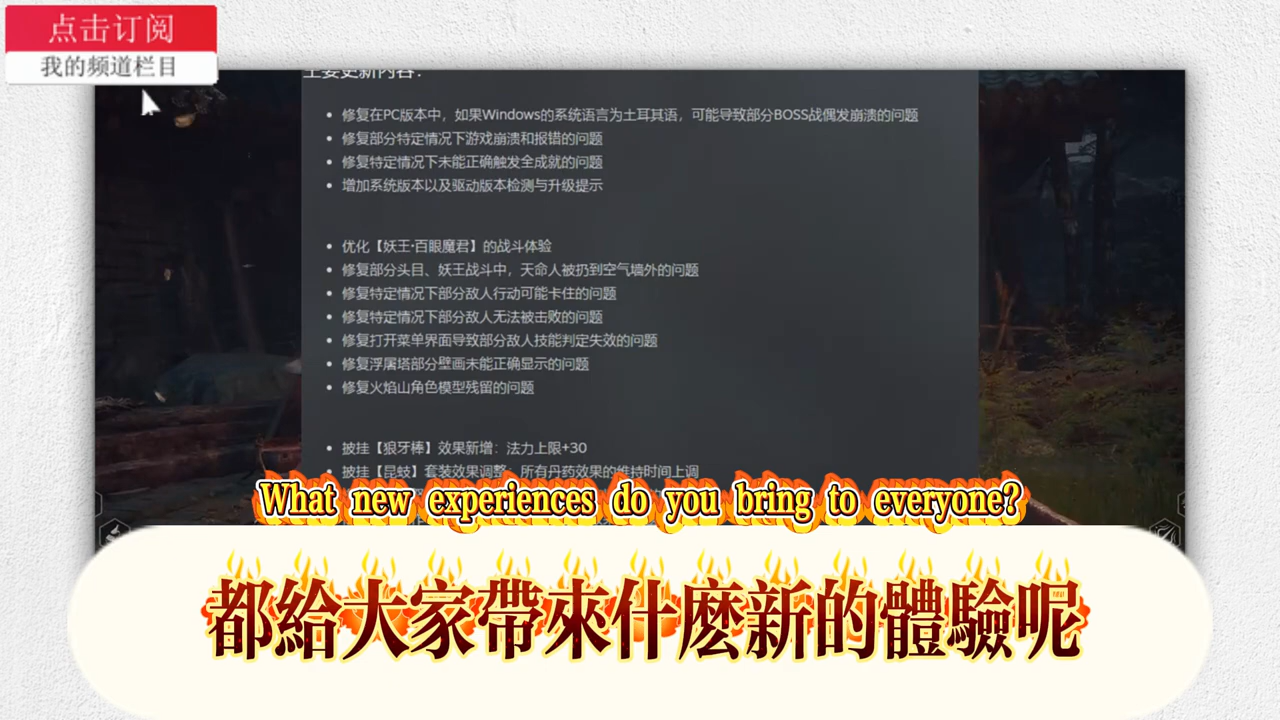 点击订阅
我的频道栏目
主要更新内容：
修复在PC版本中，如果Windows的系统语言为土耳其语，可能导致部分BOSS战偶发崩溃的问题
修复部分特定情况下游戏崩溃和报错的问题
修复特定情况下未能正确触发全成就的问题
增加系统版本以及驱动版本检测与升级提示
优化【妖王·百眼魔君】的战斗体验
修复部分头目、妖王战斗中，天命人被扔到空气墙外的问题
修复特定情况下部分敌人行动可能卡住的问题
修复特定情况下部分敌人无法被击败的问题
修复打开菜单界面导致部分敌人技能判定失效的问题
修复浮屠塔部分壁画未能正确显示的问题
修复火焰山角色模型残留的问题
披挂【狼牙棒】效果新增：法力上限+30
披挂【昆蚑】套装效果调整：所有丹药效果的维持时间上调
What new experiences do you bring to everyone?
都給大家帶來什麽新的體驗呢